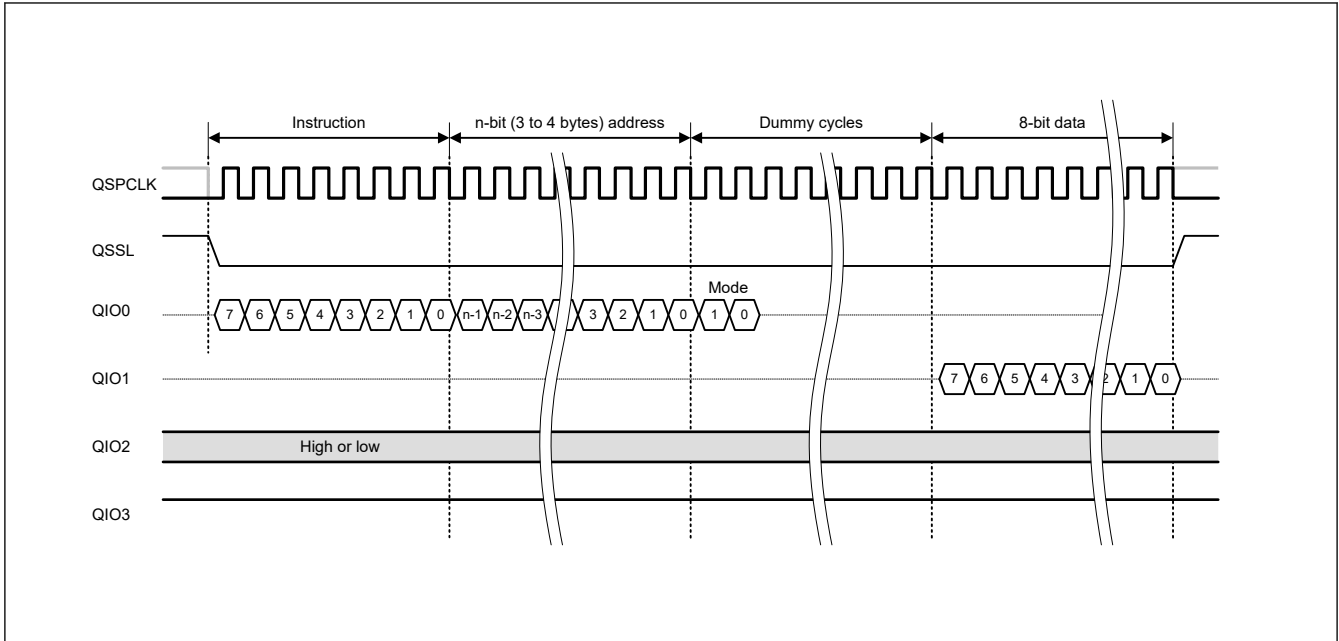 Instruction n-bit (3 to 4 bytes) address Dummy cycles 8-bit data
QSPCLK
QSSL
Mode
QIO0 7 6 5 4 3 2 1 0 n-1 n-2 n-3 3 2 1 0 1 0
QIO1 7 6 5 4 3 2 1 0
QIO2 High or low
QIO3